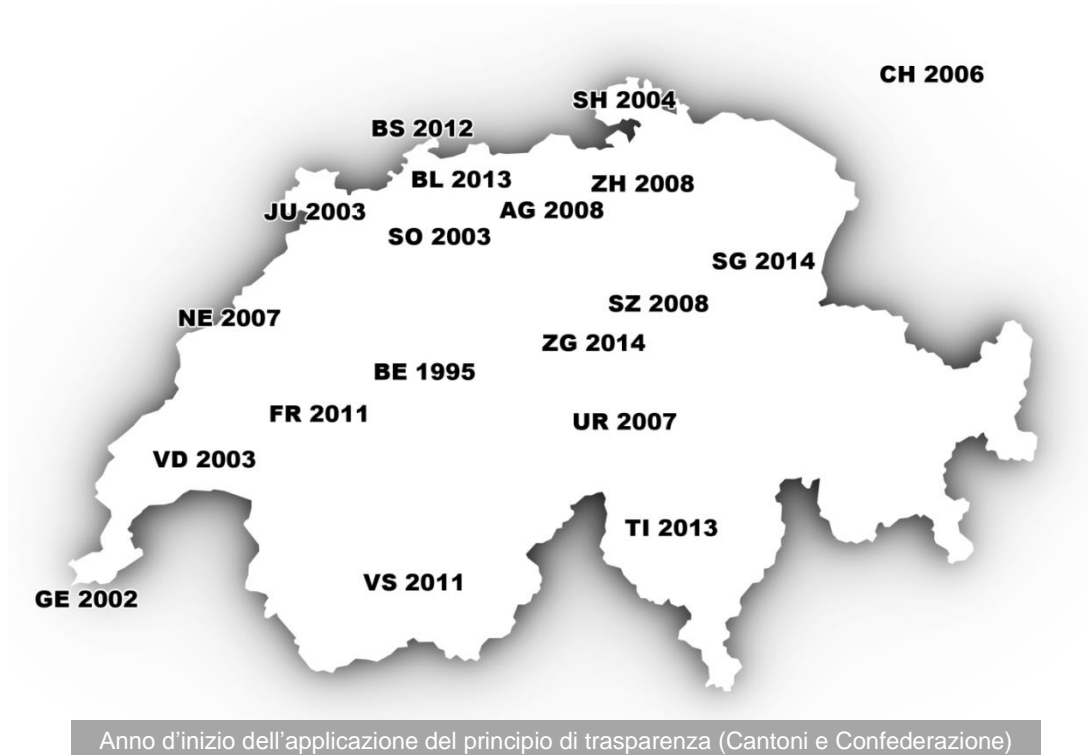 CH 2006
SH 2004
BS 2012
BL 2013
ZH 2008
JU 2003
AG 2008
SO 2003
SG 2014
SZ 2008
NE 2007
ZG 2014
BE 1995
FR 2011
UR 2007
VD 2003
TI 2013
VS 2011
GE 2002
Anno d'inizio dell'applicazione del principio di trasparenza (Cantoni e Confederazione)